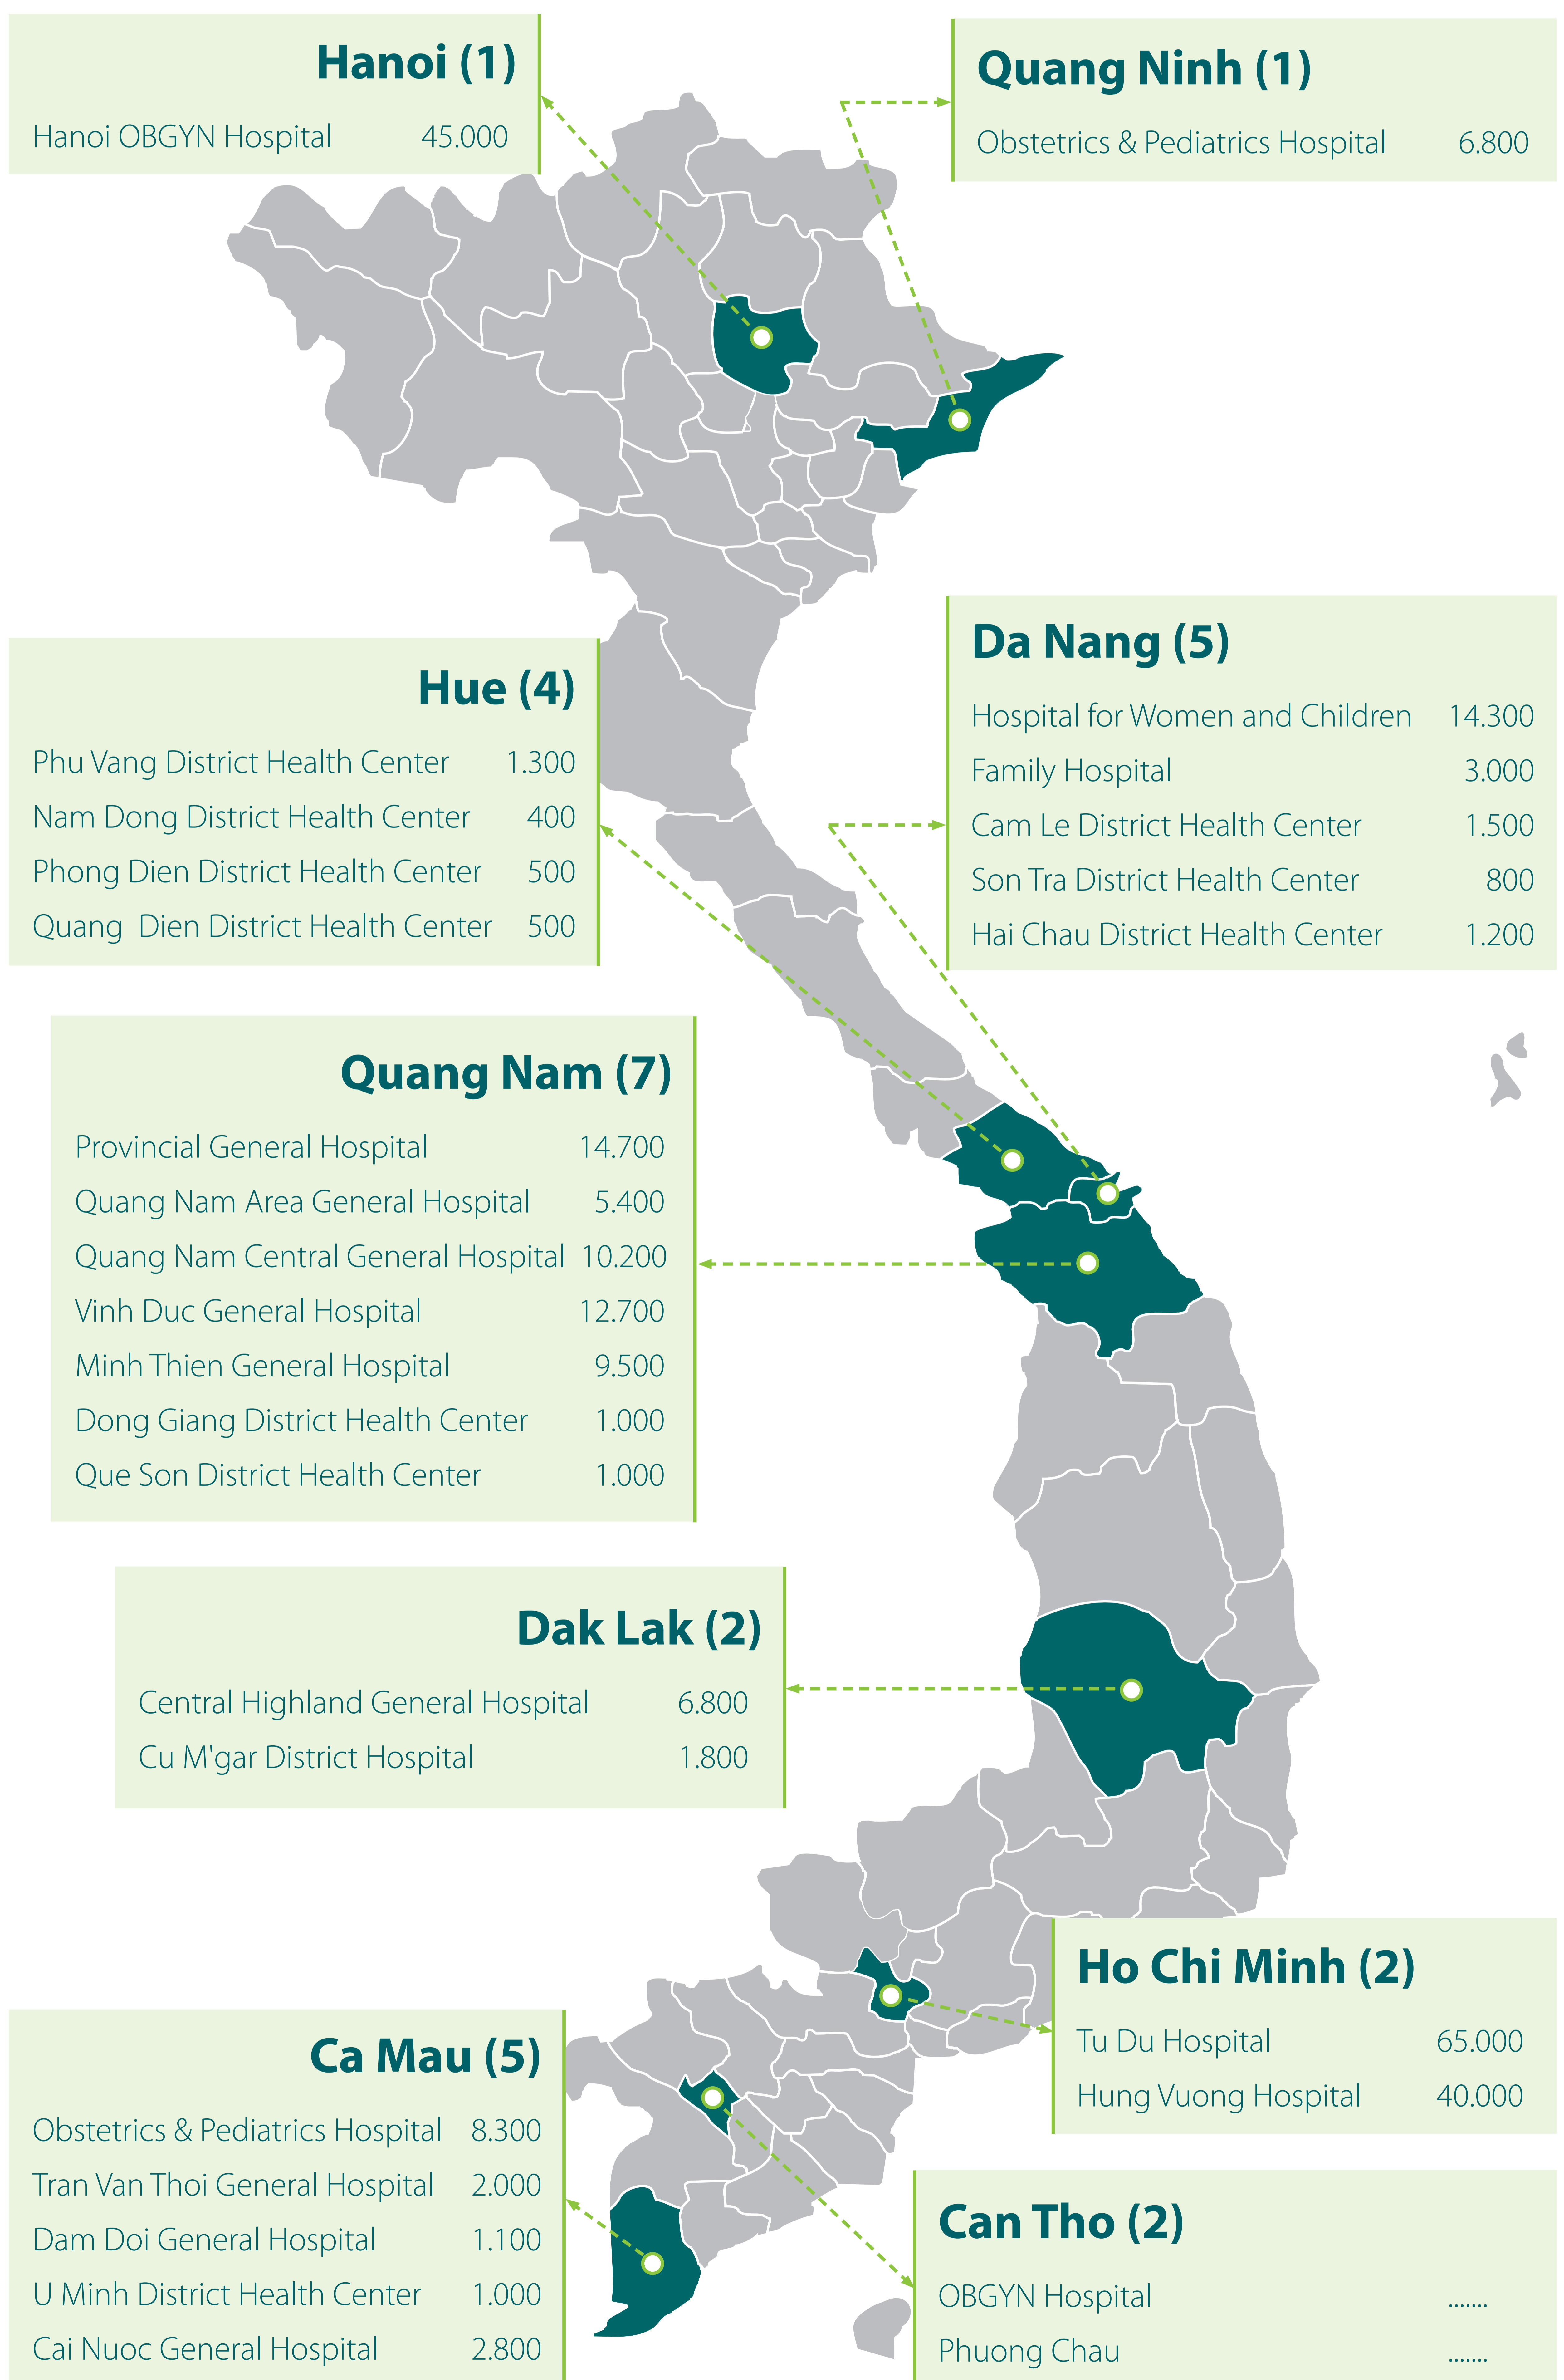 Hanoi (1)
Hanoi OBGYN Hospital 45.000
Quang Ninh (1)
Obstetrics & Pediatrics Hospital 6.800
Hue (4)
Phu Vang District Health Center 1.300
Nam Dong District Health Center 400
Phong Dien District Health Center 500
Quang Dien District Health Center 500
Da Nang (5)
Hospital for Women and Children 14.300
Family Hospital 3.000
Cam Le District Health Center 1.500
Son Tra District Health Center 800
Hai Chau District Health Center 1.200
Quang Nam (7)
Provincial General Hospital 14.700
Quang Nam Area General Hospital 5.400
Quang Nam Central General Hospital 10.200
Vinh Duc General Hospital 12.700
Minh Thien General Hospital 9.500
Dong Giang District Health Center 1.000
Que Son District Health Center 1.000
Dak Lak (2)
Central Highland General Hospital 6.800
Cu M'gar District Hospital 1.800
Ho Chi Minh (2)
Tu Du Hospital 65.000
Hung Vuong Hospital 40.000
Ca Mau (5)
Obstetrics & Pediatrics Hospital 8.300
Tran Van Thoi General Hospital 2.000
Dam Doi General Hospital 1.100
U Minh District Health Center 1.000
Cai Nuoc General Hospital 2.800
Can Tho (2)
OBGYN Hospital .......
Phuong Chau .......